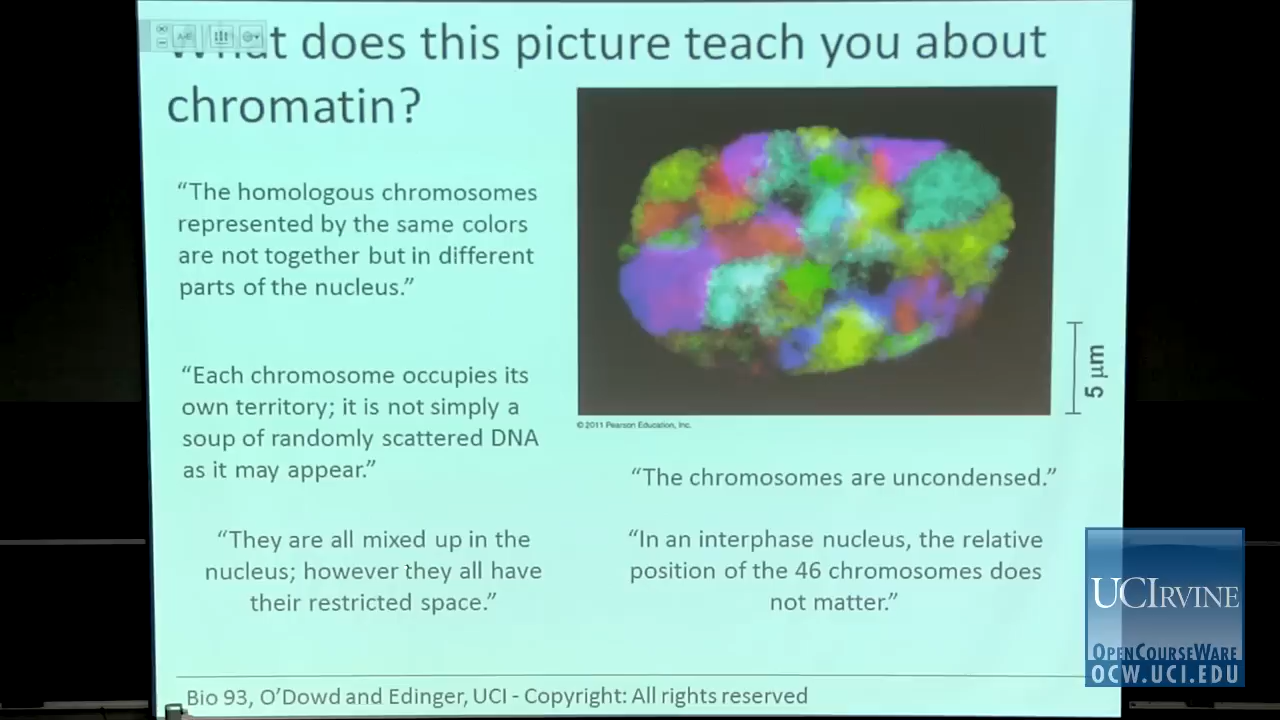 What does this picture teach you about
chromatin?
“The homologous chromosomes
represented by the same colors
are not together but in different
parts of the nucleus.”
“Each chromosome occupies its
own territory; it is not simply a
soup of randomly scattered DNA
as it may appear.”
“They are all mixed up in the
nucleus; however they all have
their restricted space.”
5 µm
© 2011 Pearson Education, Inc.
“The chromosomes are uncondensed.”
“In an interphase nucleus, the relative
position of the 46 chromosomes does
not matter.”
Bio 93, O’Dowd and Edinger, UCI - Copyright: All rights reserved
UCIRVINE
OPENCOURSEWARE
OCW.UCI.EDU